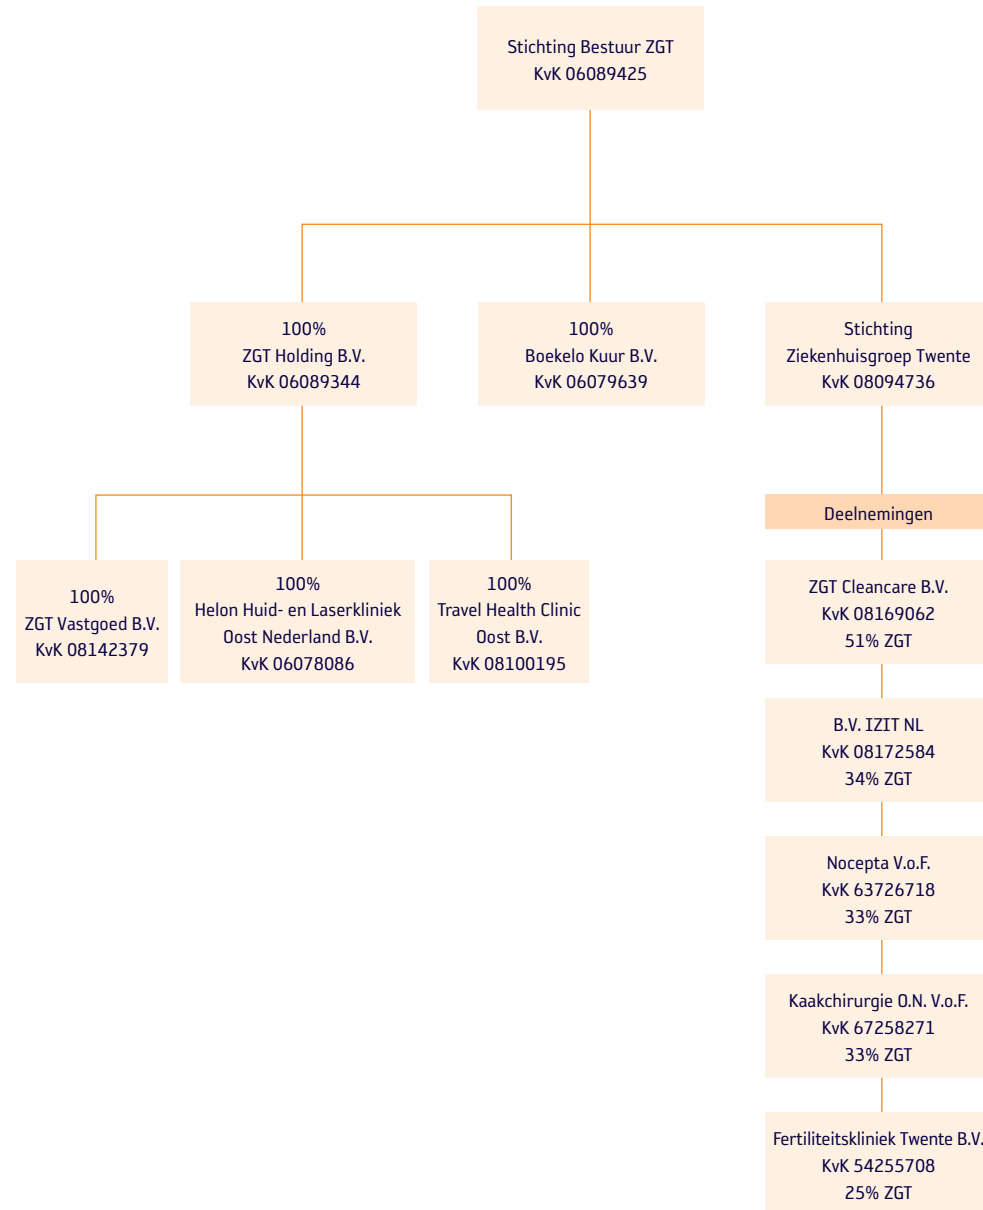 Stichting Bestuur ZGT
KvK 06089425
100%
ZGT Holding B.V.
KvK 06089344
100%
Boekelo Kuur B.V.
KvK 06079639
Stichting
Ziekenhuisgroep Twente
KvK 08094736
100%
ZGT Vastgoed B.V.
KvK 08142379
100%
Helon Huid- en Laserkliniek
Oost Nederland B.V.
KvK 06078086
100%
Travel Health Clinic
Oost B.V.
KvK 08100195
Deelnemingen
ZGT Cleancare B.V.
KvK 08169062
51% ZGT
B.V. IZIT NL
KvK 08172584
34% ZGT
Nocepta V.o.F.
KvK 63726718
33% ZGT
Kaakchirurgie O.N. V.o.F.
KvK 67258271
33% ZGT
Fertiliteitskliniek Twente B.V.
KvK 54255708
25% ZGT